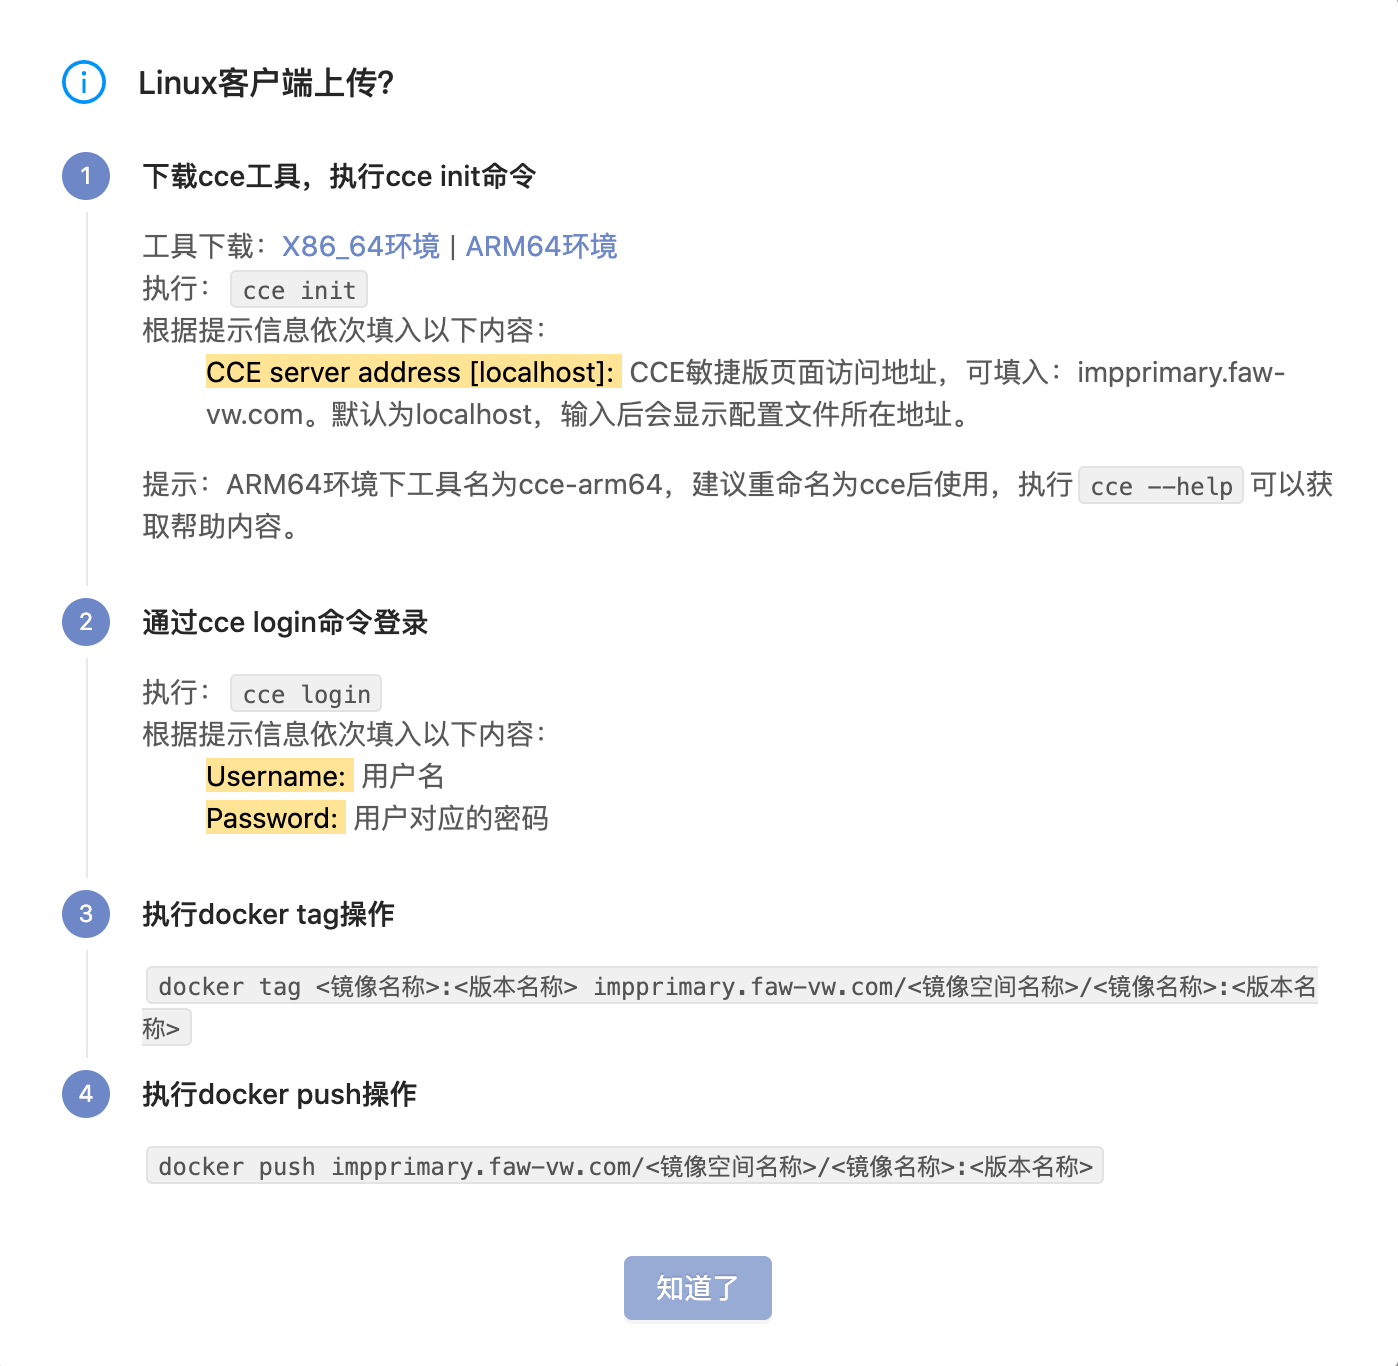 Linux客户端上传?
1 下载cce工具，执行cce init命令
工具下载：X86_64环境 | ARM64环境
执行： cce init
根据提示信息依次填入以下内容：
CCE server address [localhost]: CCE敏捷版页面访问地址，可填入：impprimary.faw-
vw.com。默认为localhost，输入后会显示配置文件所在地址。
提示：ARM64环境下工具名为cce-arm64，建议重命名为cce后使用，执行 cce --help 可以获
取帮助内容。
2 通过cce login命令登录
执行： cce login
根据提示信息依次填入以下内容：
Username: 用户名
Password: 用户对应的密码
3 执行docker tag操作
docker tag <镜像名称>:<版本名称> impprimary.faw-vw.com/<镜像空间名称>/<镜像名称>:<版本名
称>
4 执行docker push操作
docker push impprimary.faw-vw.com/<镜像空间名称>/<镜像名称>:<版本名称>
知道了